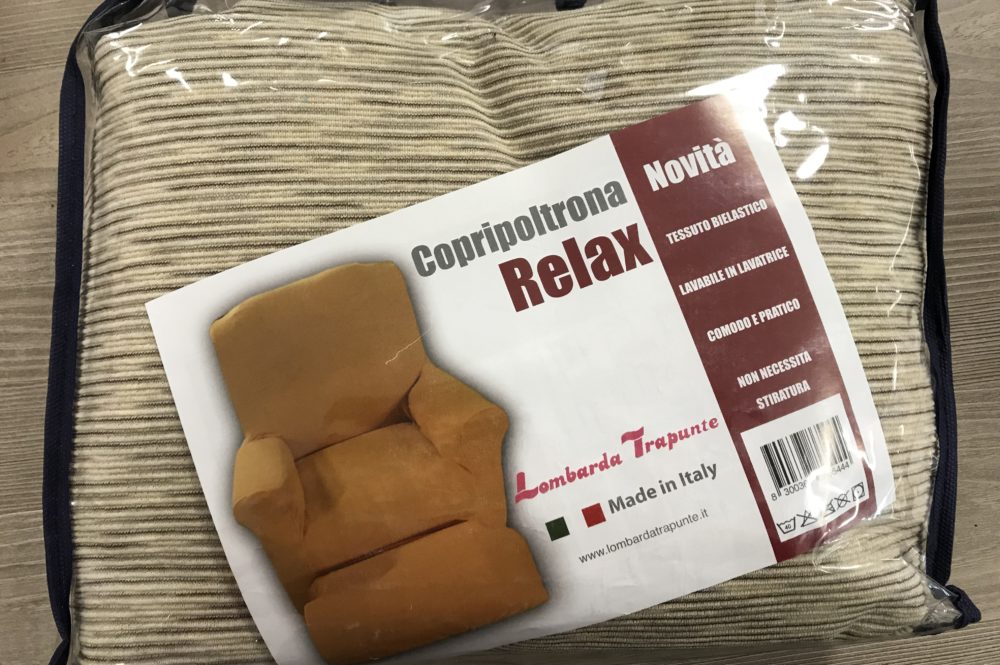 Copripoltrona
Relax
Novità
TESSUTO BIELASTICO
LAVABILE IN LAVATRICE
COMODO E PRATICO
NON NECESSITA
STIRATURA
Lombarda Trapunte
Made in Italy
www.lombardatrapunte.it
40